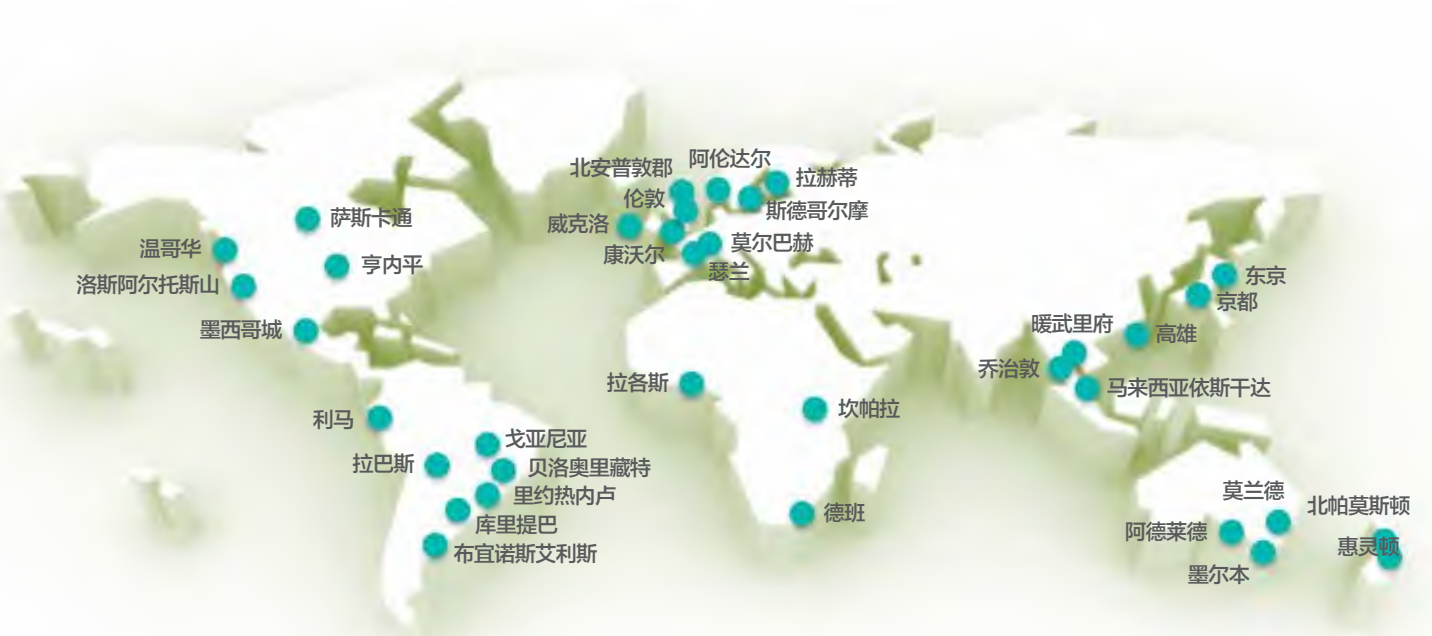 北安普敦郡
阿伦达尔
拉赫蒂
伦敦
斯德哥尔摩
威克洛
康沃尔
莫尔巴赫
瑟兰
萨斯卡通
温哥华
亨内平
洛斯阿尔托斯山
墨西哥城
东京
京都
暖武里府
高雄
乔治敦
马来西亚依斯干达
拉各斯
坎帕拉
德班
利马
戈亚尼亚
拉巴斯
贝洛奥里藏特
里约热内卢
库里提巴
布宜诺斯艾利斯
莫兰德
北帕莫斯顿
阿德莱德
惠灵顿
墨尔本